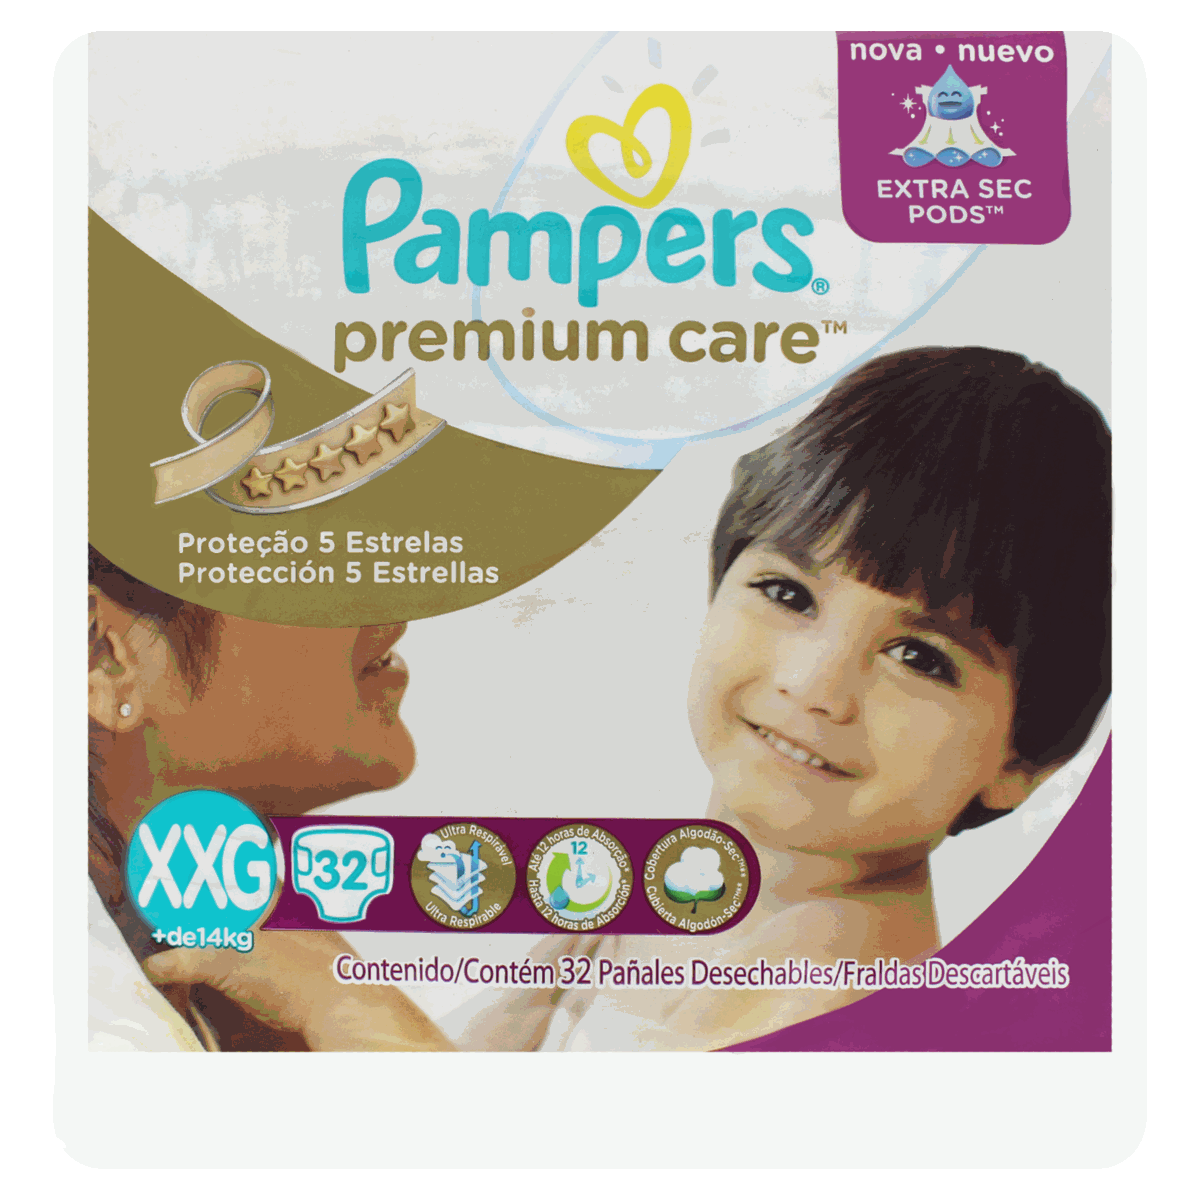 nova • nuevo
EXTRA SEC
PODS™
Pampers®
premium care™
Proteção 5 Estrelas
Protección 5 Estrellas
XXG
+de14kg
32
Ultra Respirável
Ultra Respirable
Até 12 horas de Absorção*
12
Hasta 12 horas de Absorción*
Cobertura Algodão-Sec
Cubierta Algodón-Sec
Contenido/Contém 32 Pañales Desechables/Fraldas Descartáveis